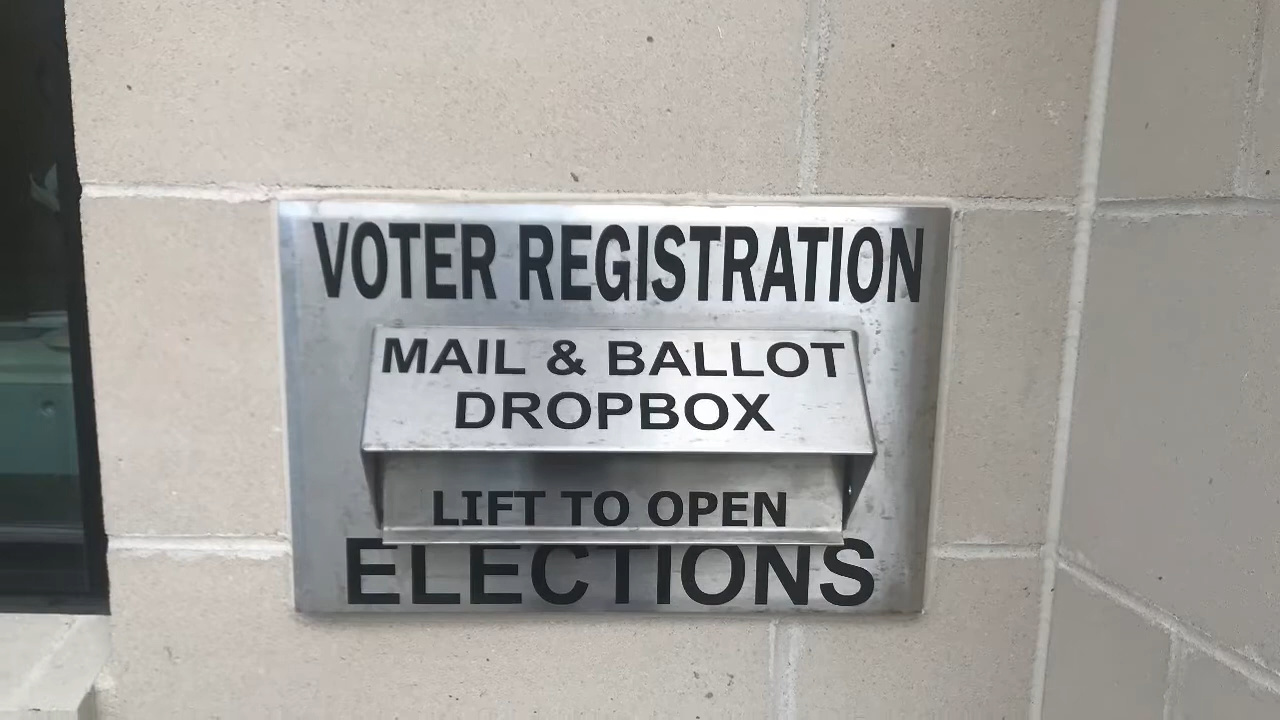 VOTER REGISTRATION
MAIL & BALLOT
DROPBOX
LIFT TO OPEN
ELECTIONS